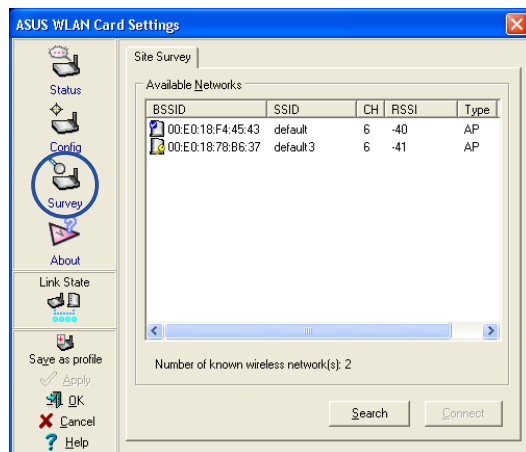 ASUS WLAN Card Settings
Status
Config
Survey
About
Link State
Save as profile
Apply
OK
Cancel
Help
Site Survey
Available Networks
BSSID SSID CH RSSI Type
00:E0:18:F4:45:43 default 6 -40 AP
00:E0:18:78:B6:37 default3 6 -41 AP
Number of known wireless network(s): 2
Search Connect